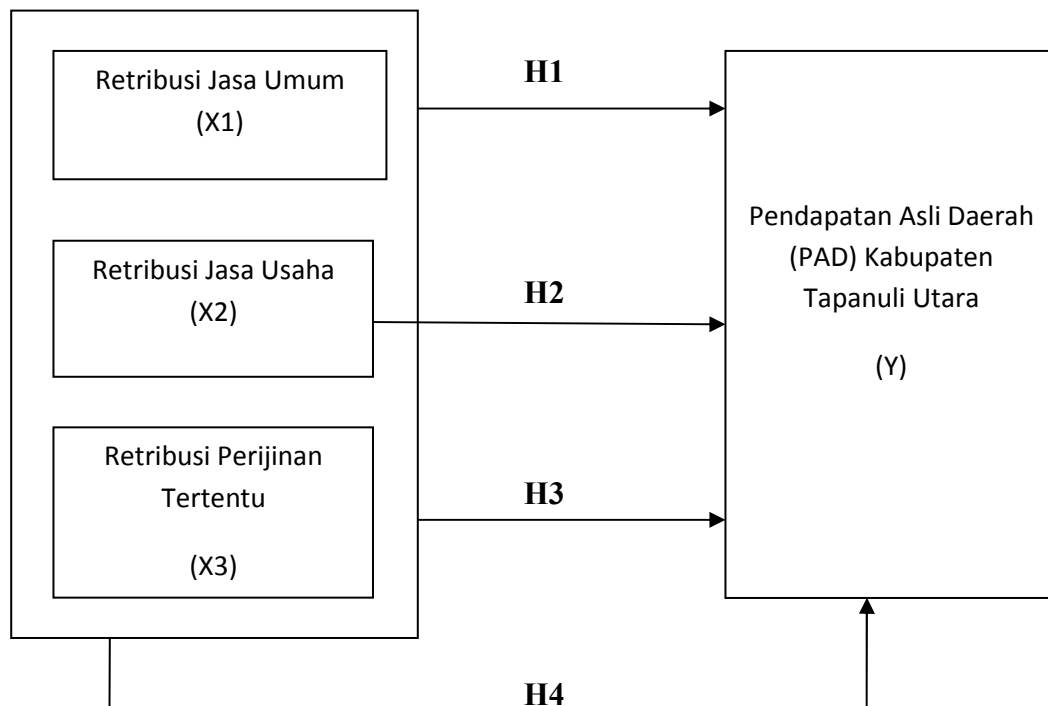 Retribusi Jasa Umum
(X1)
H1
Retribusi Jasa Usaha
(X2)
H2
Retribusi Perijinan
Tertentu
(X3)
H3
Pendapatan Asli Daerah
(PAD) Kabupaten
Tapanuli Utara
(Y)
H4